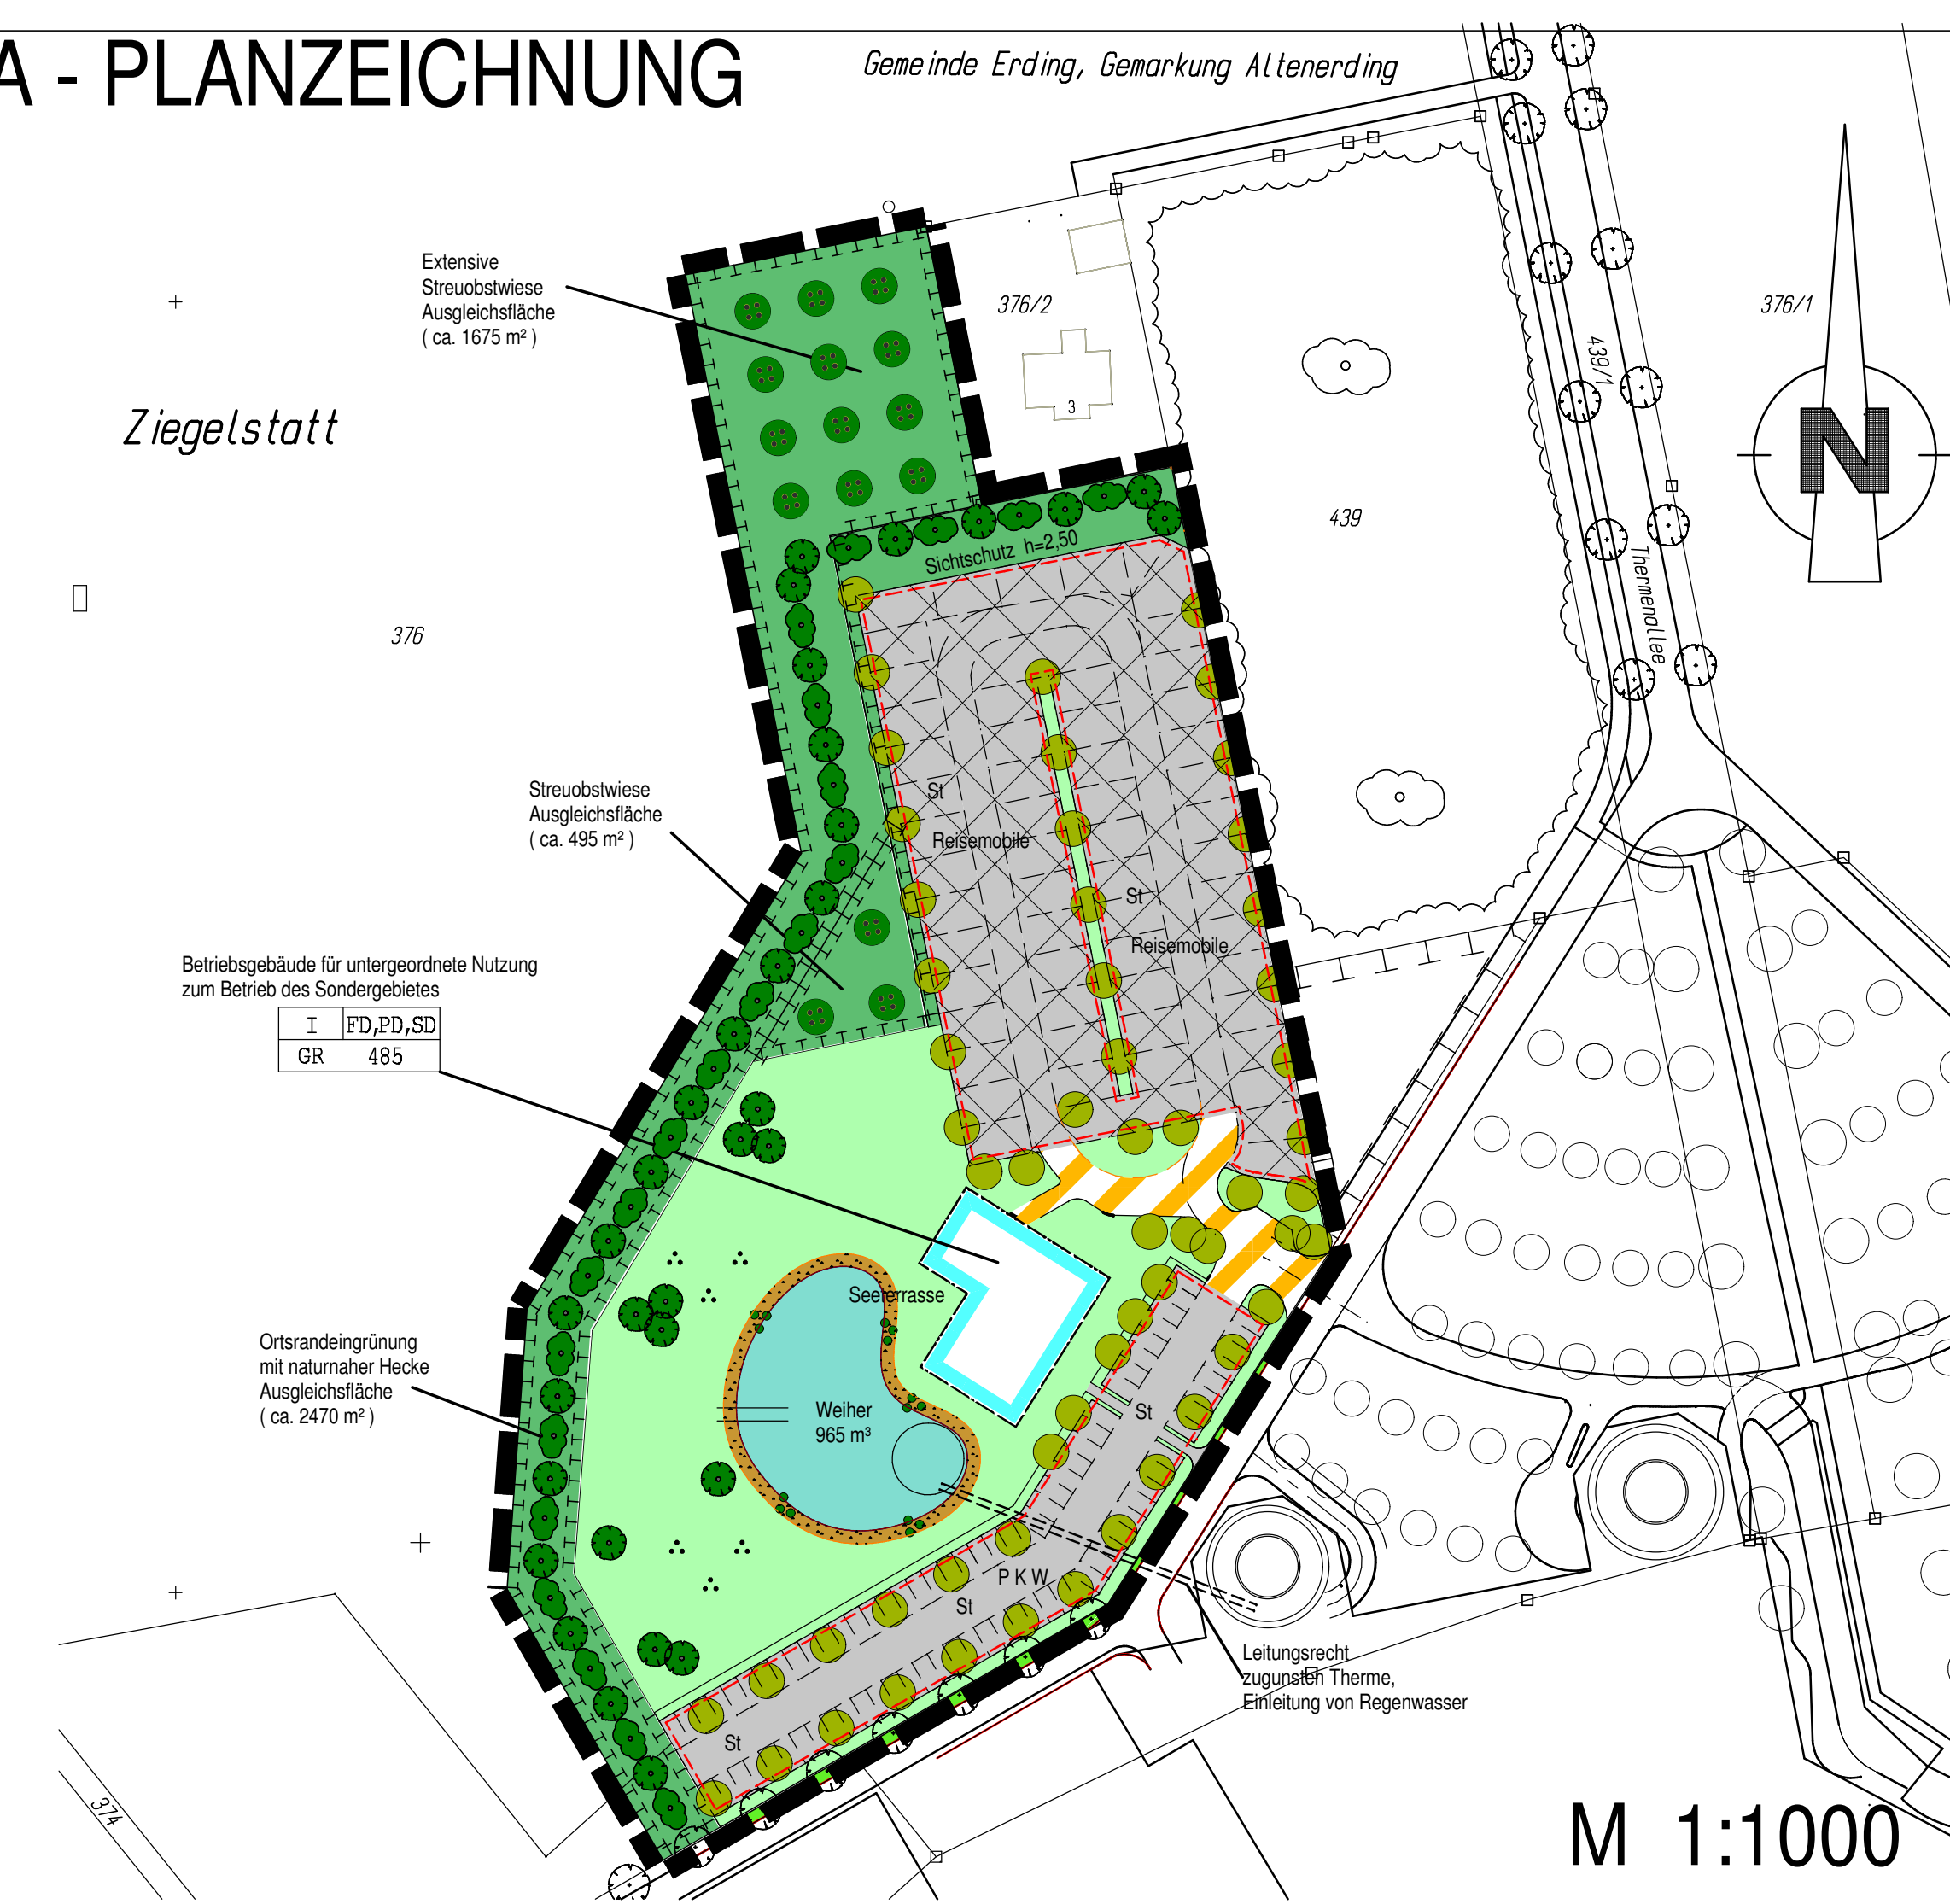 A - PLANZEICHNUNG
Gemeinde Erding, Gemarkung Altenerding
Extensive
Streuobstwiese
Ausgleichsfläche
( ca. 1675 m² )
376/2
376/1
439/1
3
Ziegelstatt
N
439
Sichtschutz h=2,50
Thermenallee
376
St
Reisemobile
Streuobstwiese
Ausgleichsfläche
( ca. 495 m² )
St
Reisemobile
Betriebsgebäude für untergeordnete Nutzung
zum Betrieb des Sondergebietes
I FD,PD,SD
GR 485
Seeterrasse
Ortsrandeingrünung
mit naturnaher Hecke
Ausgleichsfläche
( ca. 2470 m² )
Weiher
965 m³
St
P K W
St
Leitungsrecht
zugunsten Therme,
Einleitung von Regenwasser
St
374
M 1:1000